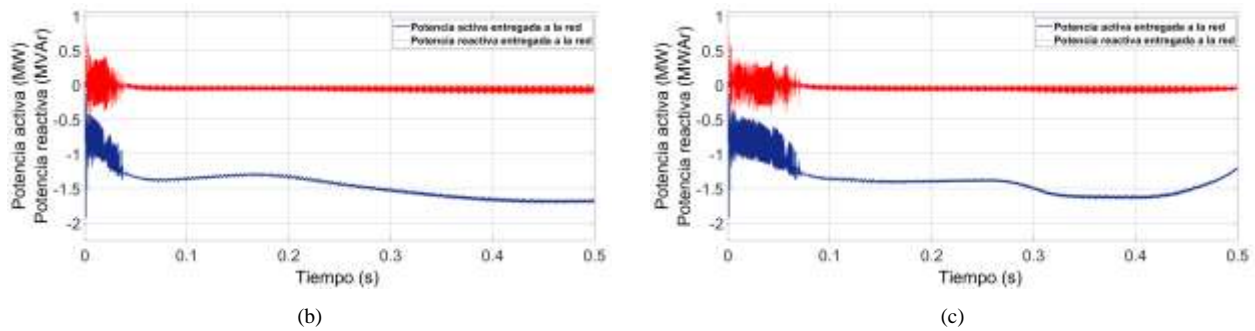 Potencia activa (MW)
Potencia reactiva (MVAr)
1
0.5
0
-0.5
-1
-1.5
-2
Potencia activa entregada a la red
Potencia reactiva entregada a la red
0
0.1
0.2
0.3
0.4
0.5
Tiempo (s)
(b)
Potencia activa (MW)
Potencia reactiva (MWAr)
1
0.5
0
-0.5
-1
-1.5
-2
Potencia activa entregada a la red
Potencia reactiva entregada a la red
0
0.1
0.2
0.3
0.4
0.5
Tiempo (s)
(c)